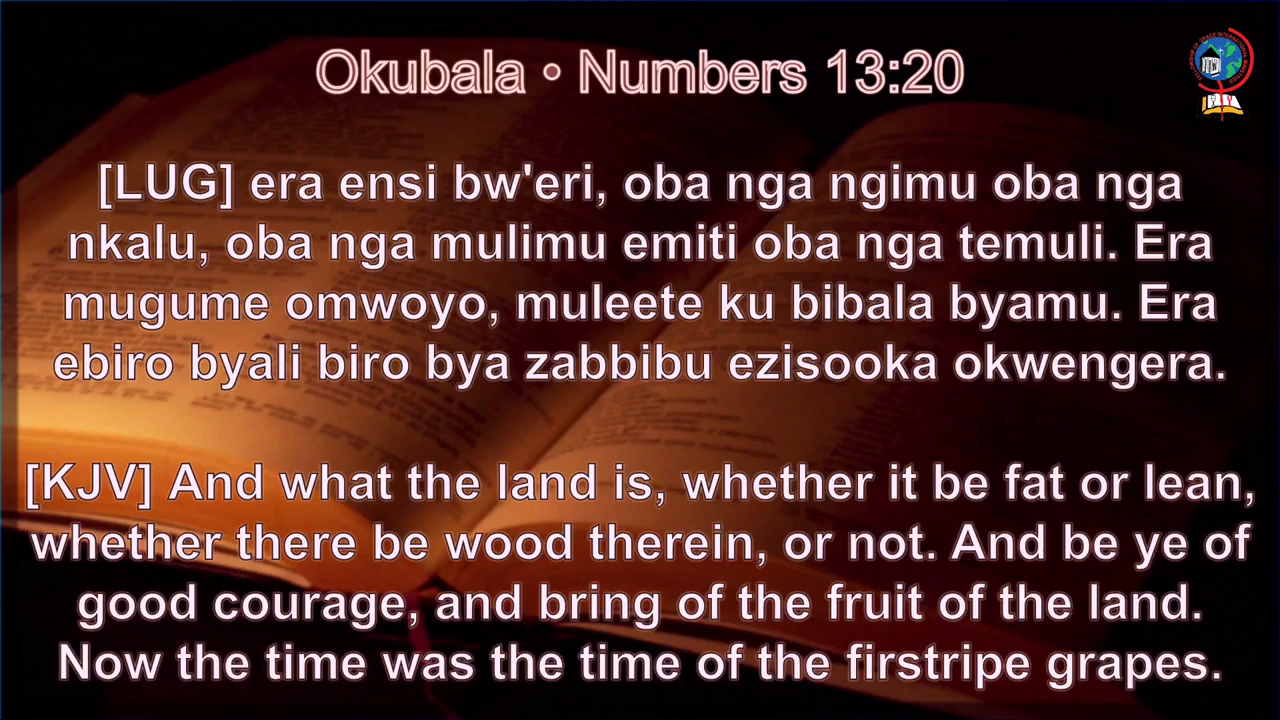 Okubala • Numbers 13:20
[LUG] era ensi bw'eri, oba nga ngimu oba nga
nkalu, oba nga mulimu emiti oba nga temuli. Era
mugume omwoyo, muleete ku bibala byamu. Era
ebiro byali biro bya zabbibu ezisooka okwengera.
[KJV] And what the land is, whether it be fat or lean,
whether there be wood therein, or not. And be ye of
good courage, and bring of the fruit of the land.
Now the time was the time of the firstripe grapes.